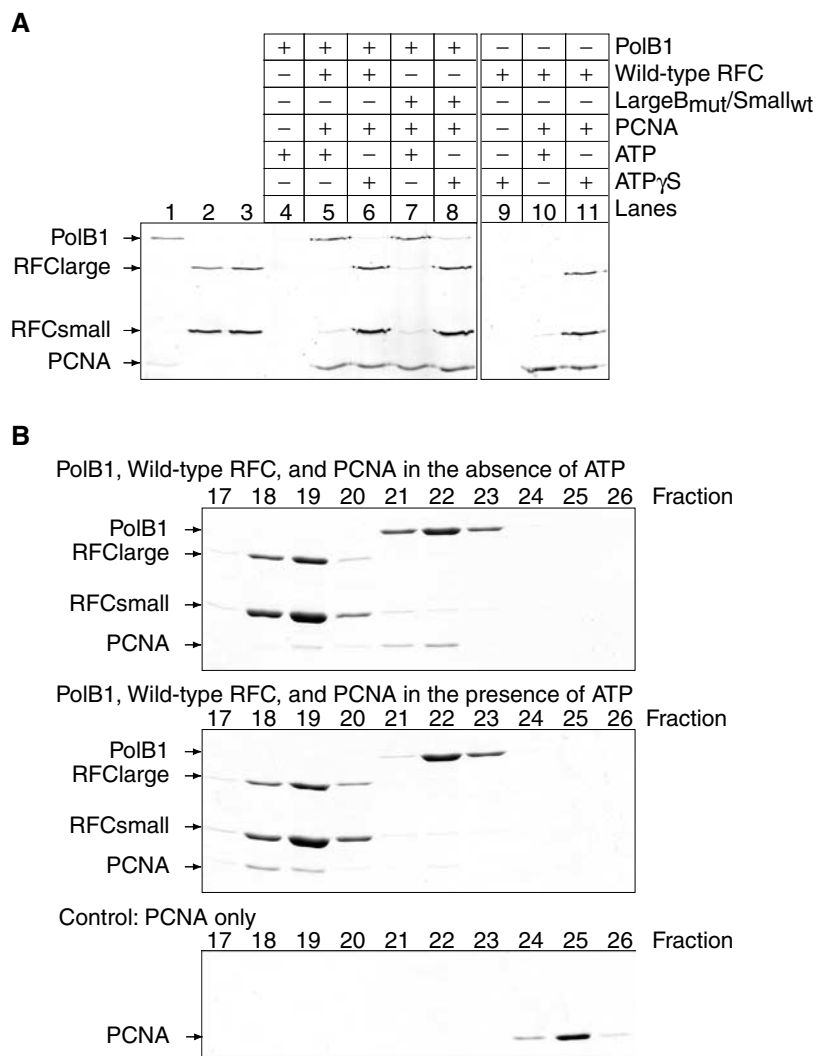 A
+ + + + + − − − PolB1
− + + − − + + + Wild-type RFC
− − − + + − − − LargeBmut/Smallwt
− + + + + − + + PCNA
+ + − + − − + − ATP
− − + − + + − + ATPγS
1 2 3 4 5 6 7 8 9 10 11 Lanes
PolB1
RFClarge
RFCsmall
PCNA
B
PolB1, Wild-type RFC, and PCNA in the absence of ATP
17 18 19 20 21 22 23 24 25 26 Fraction
PolB1
RFClarge
RFCsmall
PCNA
PolB1, Wild-type RFC, and PCNA in the presence of ATP
17 18 19 20 21 22 23 24 25 26 Fraction
PolB1
RFClarge
RFCsmall
PCNA
Control: PCNA only
17 18 19 20 21 22 23 24 25 26 Fraction
PCNA